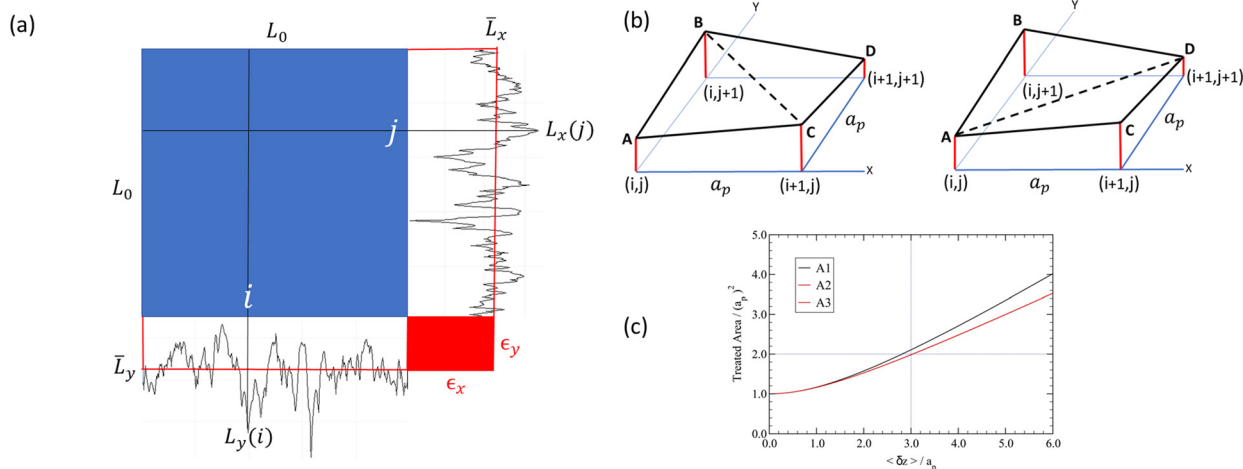 (a)
L₀
L̄ₓ
j
Lₓ(j)
L₀
i
L̄ᵧ
ϵᵧ
ϵₓ
Lᵧ(i)
(b)
Y
B
D
(i,j+1)
(i+1,j+1)
A
C
aₚ
(i,j)
aₚ
(i+1,j)
X
Y
B
D
(i,j+1)
(i+1,j+1)
A
C
aₚ
(i,j)
aₚ
(i+1,j)
X
(c)
Treated Area / (aₚ)²
5.0
4.0
3.0
2.0
1.0
0.0
A1
A2
A3
0.0 1.0 2.0 3.0 4.0 5.0 6.0
< δz > / aₚ